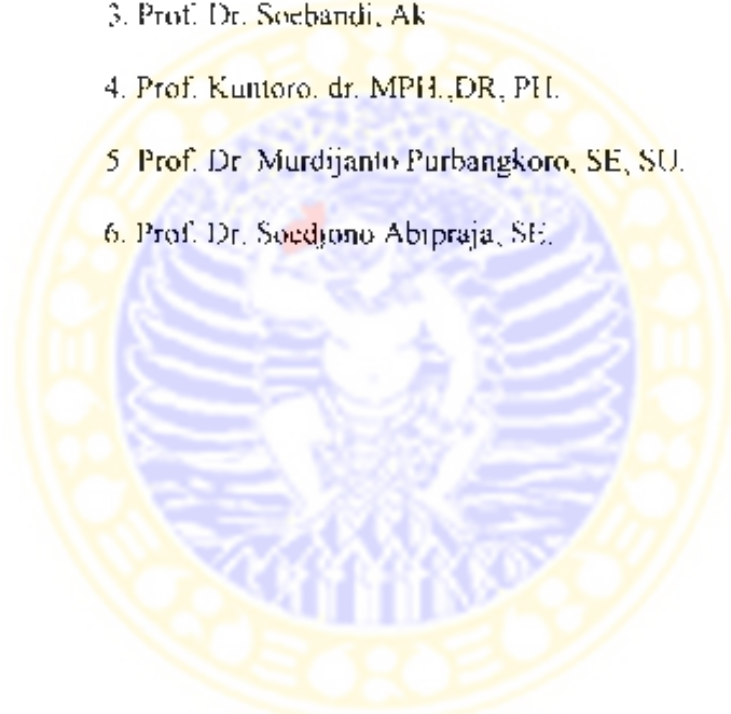 3. Prof. Dr. Soebandi, Ak
4. Prof. Kuntoro. dr. MPH.,DR, PH.
5 Prof. Dr Murdijanto Purbangkoro, SE, SU.
6. Prof. Dr. Soedjono Abipraja, SE.